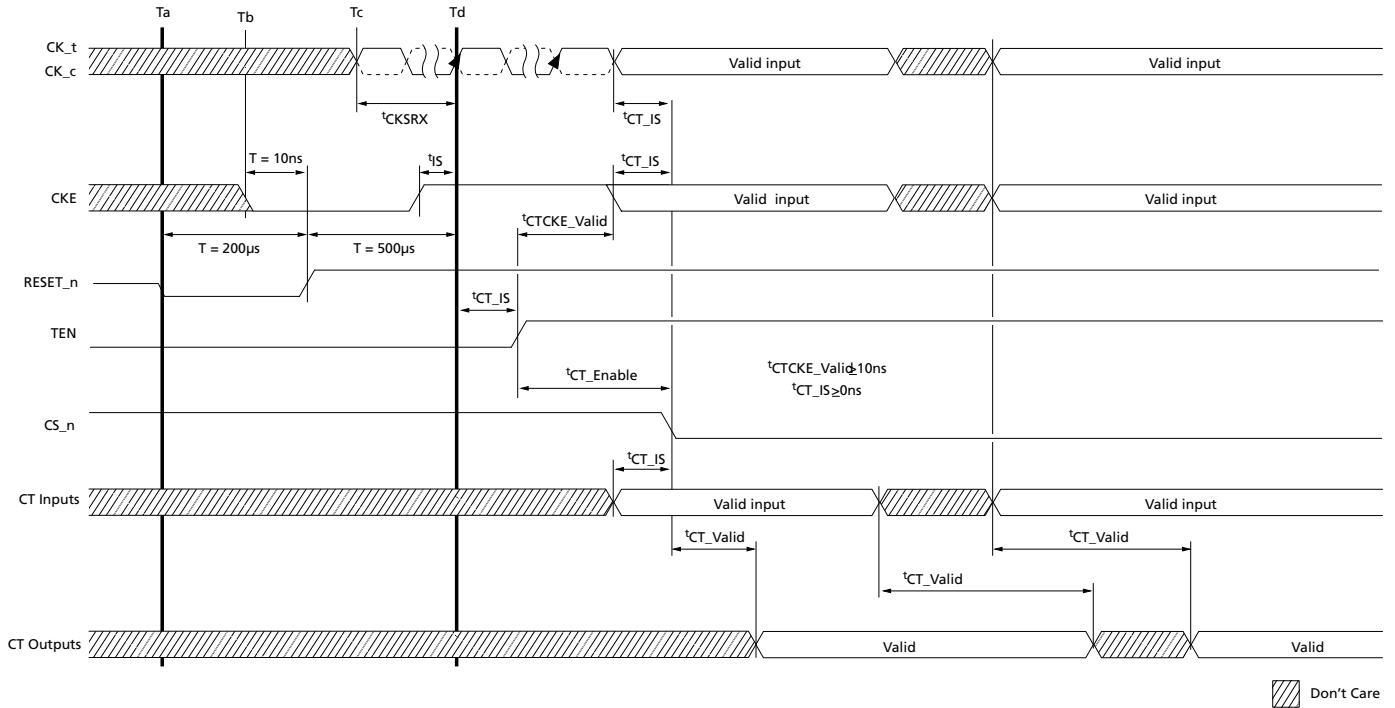 Ta
Tb
Tc
Td
CK_t
CK_c
Valid input
Valid input
tCKSRX
tCT_IS
T = 10ns
tIS
tCT_IS
CKE
Valid input
Valid input
tCTCKE_Valid
T = 200µs
T = 500µs
RESET_n
tCT_IS
TEN
tCT_Enable
tCTCKE_Valid≥10ns
tCT_IS≥0ns
CS_n
tCT_IS
CT Inputs
Valid input
Valid input
tCT_Valid
tCT_Valid
tCT_Valid
CT Outputs
Valid
Valid
Don't Care